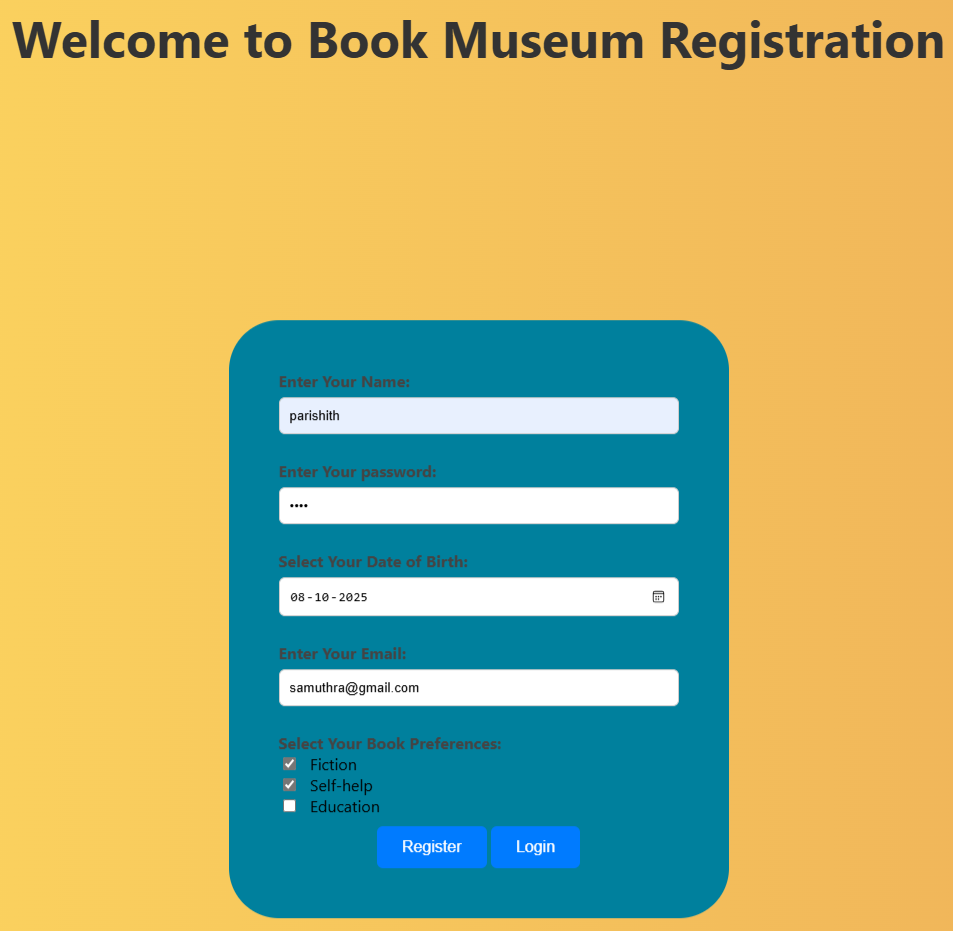 Welcome to Book Museum Registration
Enter Your Name:
parishith
Enter Your password:
••••
Select Your Date of Birth:
08-10-2025
Enter Your Email:
samuthra@gmail.com
Select Your Book Preferences:
Fiction
Self-help
Education
Register Login